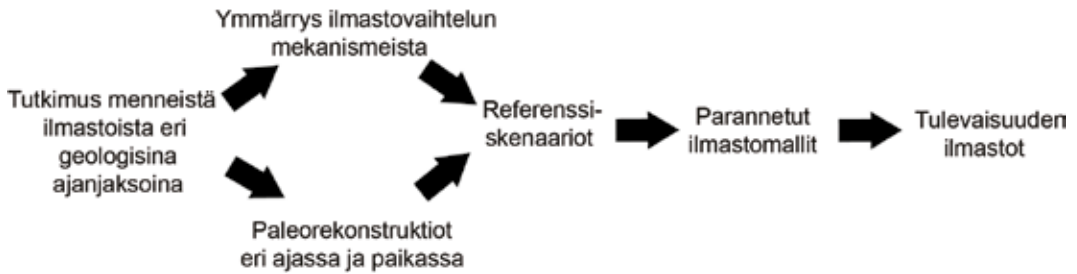 Ymmärrys ilmastovaihtelun
mekanismeista
Tutkimus menneistä
ilmastoista eri
geologisina
ajanjaksoina
Paleorekonstruktiot
eri ajassa ja paikassa
Referenssi-
skenaariot
Parannetut
ilmastomallit
Tulevaisuuden
ilmastot